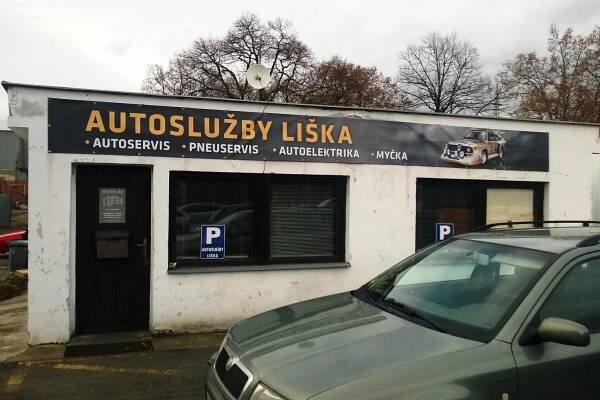 AUTOSLUŽBY LIŠKA
• AUTOSERVIS • PNEUSERVIS • AUTOELEKTRIKA • MYČKA
P
AUTOSLUŽBY
LIŠKA
P